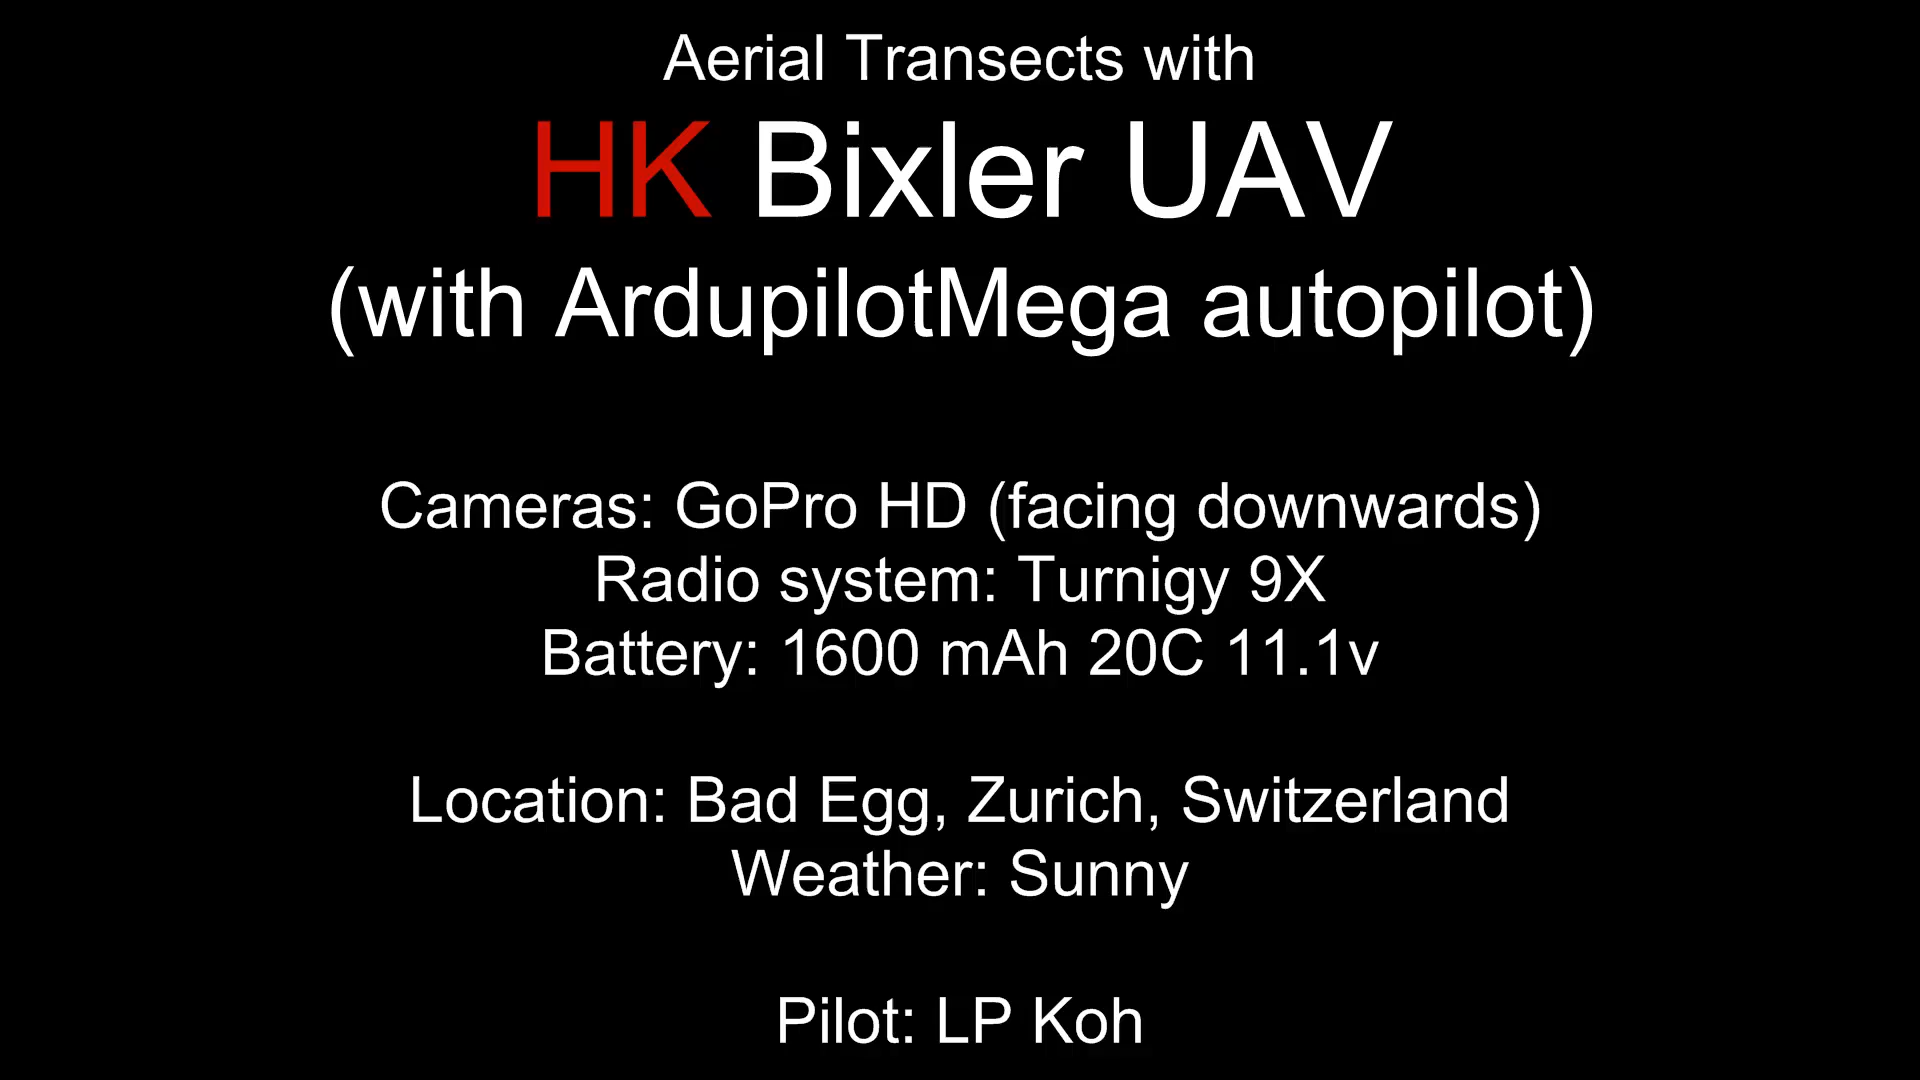 Aerial Transects with
HK Bixler UAV
(with ArdupilotMega autopilot)
Cameras: GoPro HD (facing downwards)
Radio system: Turnigy 9X
Battery: 1600 mAh 20C 11.1v
Location: Bad Egg, Zurich, Switzerland
Weather: Sunny
Pilot: LP Koh